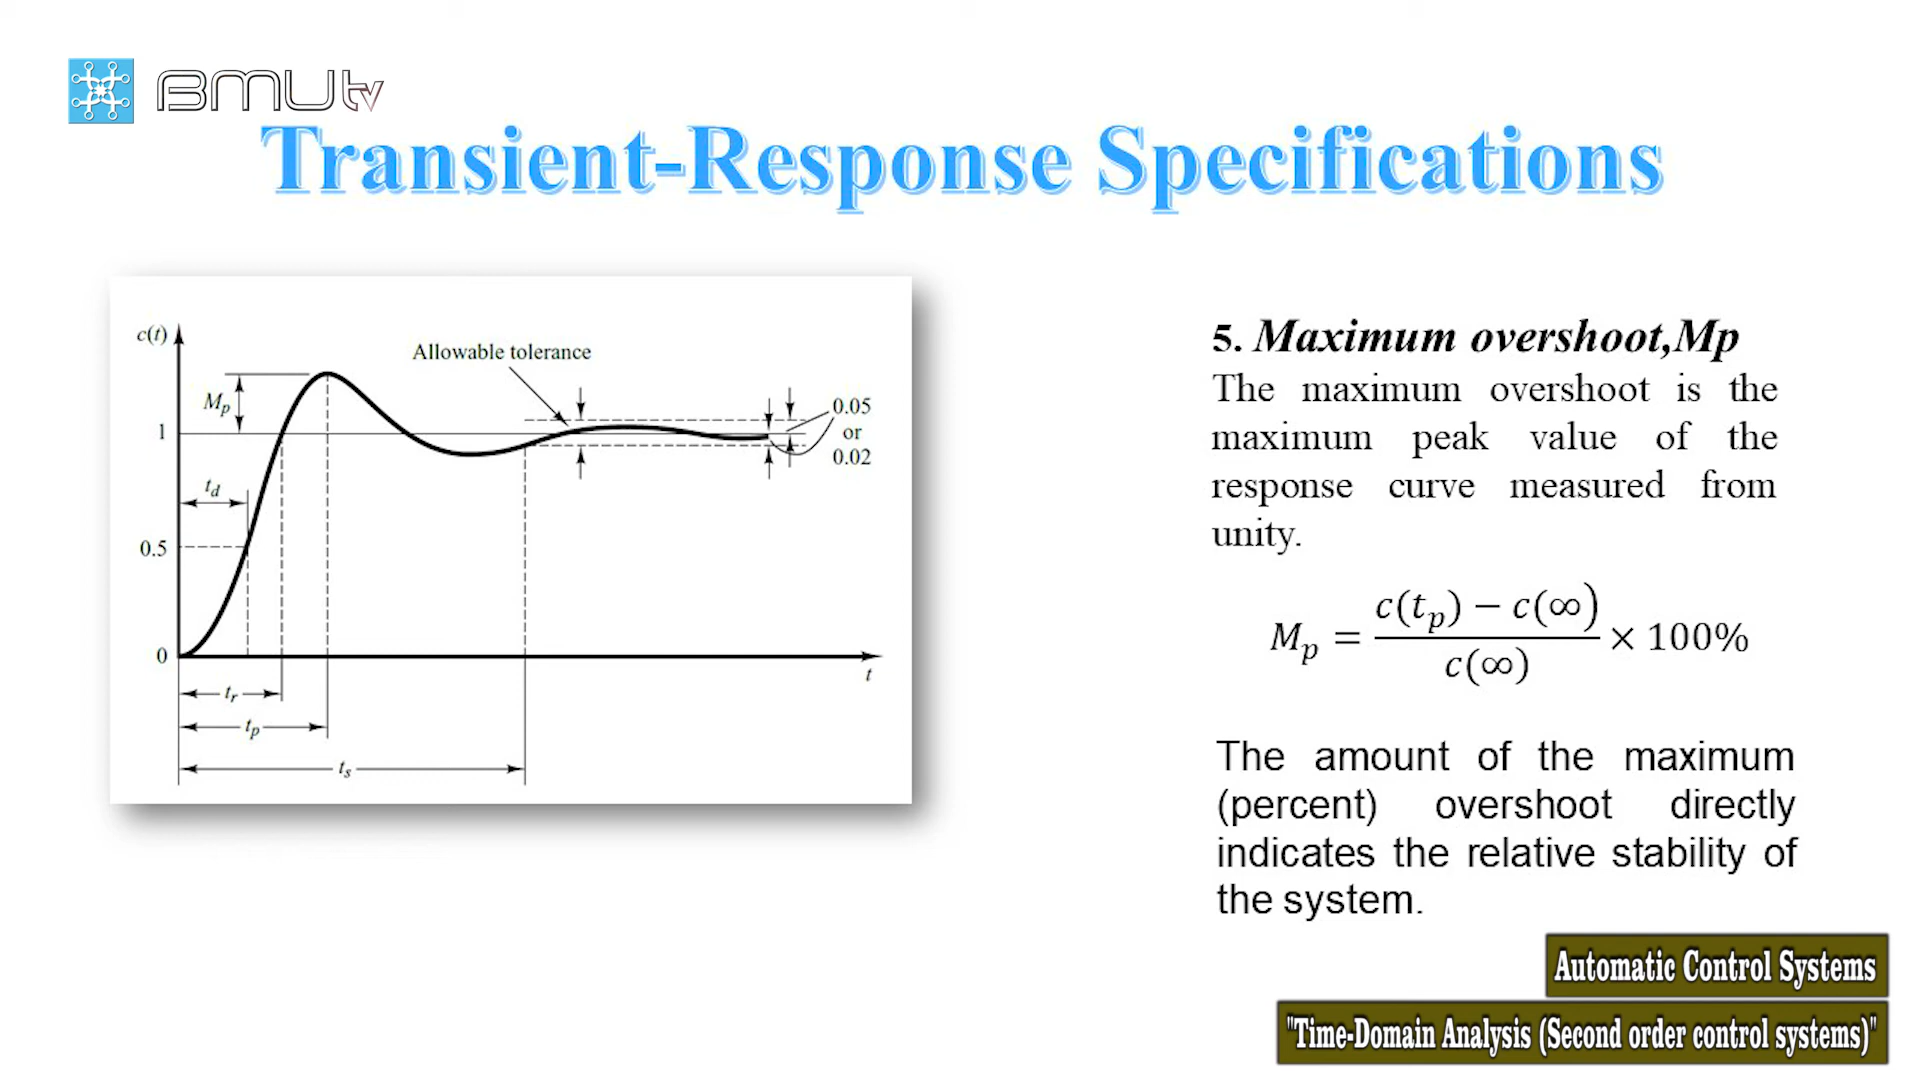 BMU tv
Transient-Response Specifications
c(t)
Allowable tolerance
Mp
0.05
1
or
0.02
td
0.5
0
t
tr
tp
ts
5. Maximum overshoot,Mp
The maximum overshoot is the
maximum peak value of the
response curve measured from
unity.
Mp = c(tp) − c(∞) / c(∞) × 100%
The amount of the maximum
(percent) overshoot directly
indicates the relative stability of
the system.
Automatic Control Systems
"Time-Domain Analysis (Second order control systems)"